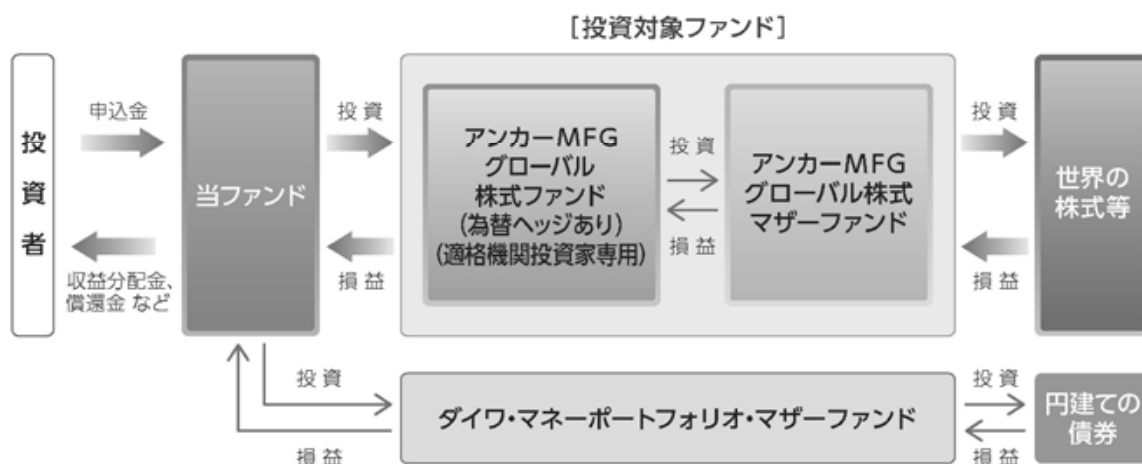 [投資対象ファンド]
投資者
申込金
収益分配金、
償還金 など
当ファンド
投 資
損 益
アンカーMFG
グローバル
株式ファンド
(為替ヘッジあり)
(適格機関投資家専用)
投 資
損 益
アンカーMFG
グローバル株式
マザーファンド
投 資
損 益
世界の
株式等
投 資
損 益
ダイワ・マネーポートフォリオ・マザーファンド
投 資
損 益
円建ての
債券